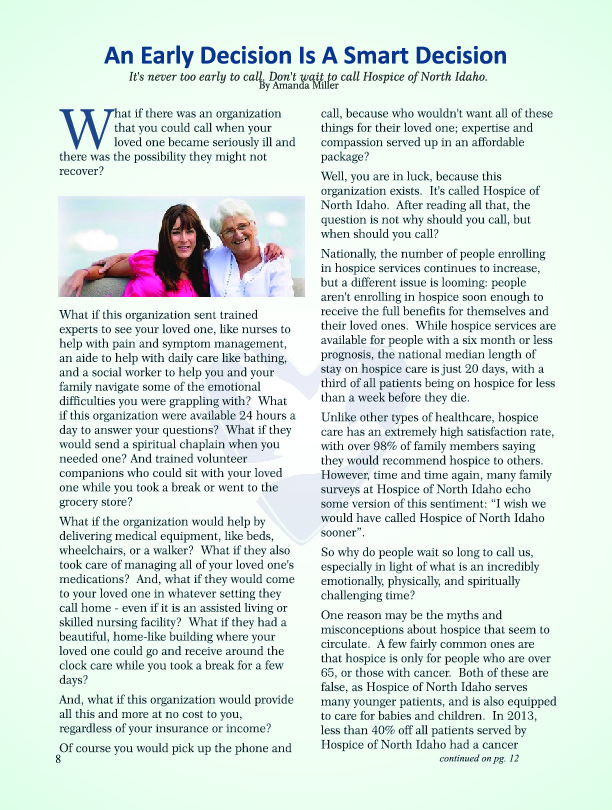 An Early Decision Is A Smart Decision
It's never too early to call. Don't wait to call Hospice of North Idaho.
By Amanda Miller
What if there was an organization
that you could call when your
loved one became seriously ill and
there was the possibility they might not
recover?
What if this organization sent trained
experts to see your loved one, like nurses to
help with pain and symptom management,
an aide to help with daily care like bathing,
and a social worker to help you and your
family navigate some of the emotional
difficulties you were grappling with?  What
if this organization were available 24 hours a
day to answer your questions?  What if they
would send a spiritual chaplain when you
needed one? And trained volunteer
companions who could sit with your loved
one while you took a break or went to the
grocery store?
What if the organization would help by
delivering medical equipment, like beds,
wheelchairs, or a walker?  What if they also
took care of managing all of your loved one's
medications?  And, what if they would come
to your loved one in whatever setting they
call home - even if it is an assisted living or
skilled nursing facility?  What if they had a
beautiful, home-like building where your
loved one could go and receive around the
clock care while you took a break for a few
days?
And, what if this organization would provide
all this and more at no cost to you,
regardless of your insurance or income?
Of course you would pick up the phone and
call, because who wouldn't want all of these
things for their loved one; expertise and
compassion served up in an affordable
package?
Well, you are in luck, because this
organization exists.  It's called Hospice of
North Idaho.  After reading all that, the
question is not why should you call, but
when should you call?
Nationally, the number of people enrolling
in hospice services continues to increase,
but a different issue is looming: people
aren't enrolling in hospice soon enough to
receive the full benefits for themselves and
their loved ones.  While hospice services are
available for people with a six month or less
prognosis, the national median length of
stay on hospice care is just 20 days, with a
third of all patients being on hospice for less
than a week before they die.
Unlike other types of healthcare, hospice
care has an extremely high satisfaction rate,
with over 98% of family members saying
they would recommend hospice to others.
However, time and time again, many family
surveys at Hospice of North Idaho echo
some version of this sentiment: “I wish we
would have called Hospice of North Idaho
sooner”.
So why do people wait so long to call us,
especially in light of what is an incredibly
emotionally, physically, and spiritually
challenging time?
One reason may be the myths and
misconceptions about hospice that seem to
circulate.  A few fairly common ones are
that hospice is only for people who are over
65, or those with cancer.  Both of these are
false, as Hospice of North Idaho serves
many younger patients, and is also equipped
to care for babies and children.  In 2013,
less than 40% off all patients served by
Hospice of North Idaho had a cancer
8
continued on pg. 12